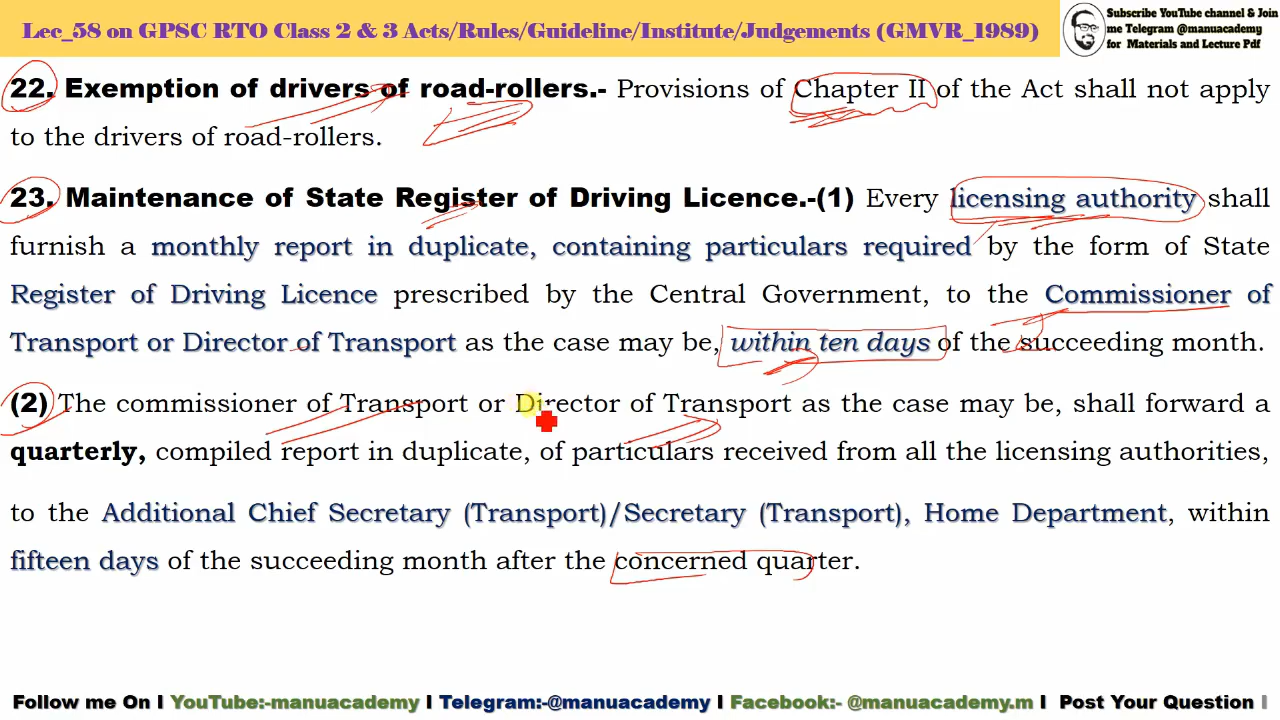 Lec_58 on GPSC RTO Class 2 & 3 Acts/Rules/Guideline/Institute/Judgements (GMVR_1989)
Subscribe YouTube channel & Join
me Telegram @manuacademy
for Materials and Lecture Pdf
22. Exemption of drivers of road-rollers.- Provisions of Chapter II of the Act shall not apply
to the drivers of road-rollers.
23. Maintenance of State Register of Driving Licence.-(1) Every licensing authority shall
furnish a monthly report in duplicate, containing particulars required by the form of State
Register of Driving Licence prescribed by the Central Government, to the Commissioner of
Transport or Director of Transport as the case may be, within ten days of the succeeding month.
(2) The commissioner of Transport or Director of Transport as the case may be, shall forward a
quarterly, compiled report in duplicate, of particulars received from all the licensing authorities,
to the Additional Chief Secretary (Transport)/Secretary (Transport), Home Department, within
fifteen days of the succeeding month after the concerned quarter.
Follow me On I YouTube:-manuacademy I Telegram:-@manuacademy I Facebook:- @manuacademy.m I Post Your Question I